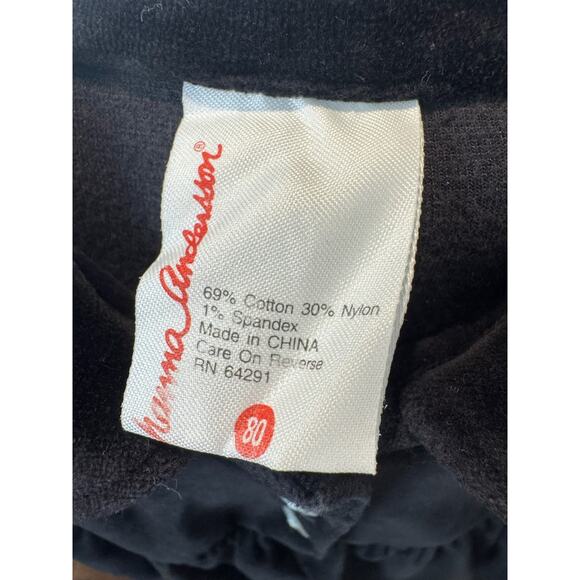 hanna andersson®
69% Cotton 30% Nylon
1% Spandex
Made in CHINA
Care On Reverse
RN 64291
80